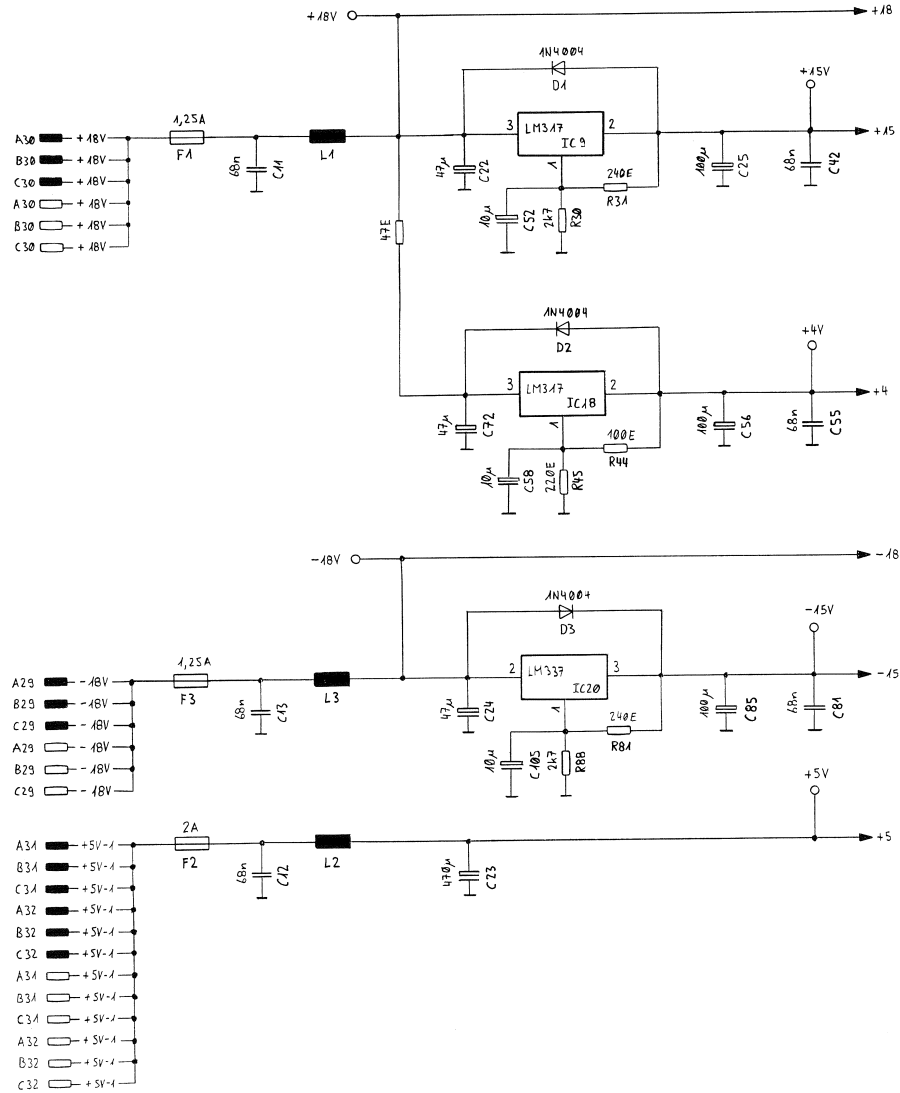 +18V +18
1N4004
D1
+15V
1,25A
F1
68n C11
L1
3 LM317 2
IC9
1
+15
47µ C22
100µ C25
68n C42
240E
R31
10µ C52
2k7 R30
A30 +18V
B30 +18V
C30 +18V
A30 +18V
B30 +18V
C30 +18V
47E
1N4004
D2
+4V
3 LM317 2
IC18
1
+4
47µ C72
100µ C56
68n C55
100E
R44
10µ C58
220E R45
-18V -18
1N4004
D3
-15V
1,25A
F3
68n C13
L3
2 LM337 3
IC20
1
-15
47µ C24
100µ C85
68n C81
240E
R81
10µ C105
2k7 R88
A29 -18V
B29 -18V
C29 -18V
A29 -18V
B29 -18V
C29 -18V
+5V
2A
F2
68n C12
L2
470µ C23
+5
A31 +5V-1
B31 +5V-1
C31 +5V-1
A32 +5V-1
B32 +5V-1
C32 +5V-1
A31 +5V-1
B31 +5V-1
C31 +5V-1
A32 +5V-1
B32 +5V-1
C32 +5V-1